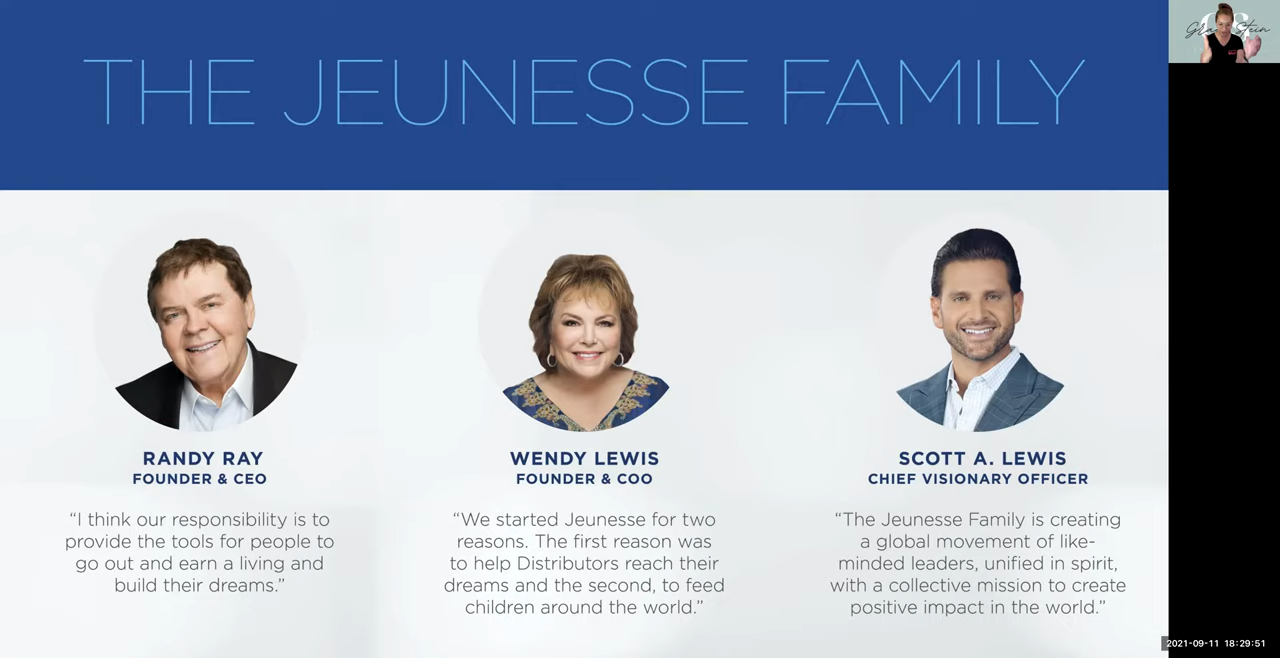 THE JEUNESSE FAMILY
RANDY RAY
FOUNDER & CEO
“I think our responsibility is to
provide the tools for people to
go out and earn a living and
build their dreams.”
WENDY LEWIS
FOUNDER & COO
“We started Jeunesse for two
reasons. The first reason was
to help Distributors reach their
dreams and the second, to feed
children around the world.”
SCOTT A. LEWIS
CHIEF VISIONARY OFFICER
“The Jeunesse Family is creating
a global movement of like-
minded leaders, unified in spirit,
with a collective mission to create
positive impact in the world.”
2021-09-11 18:29:51